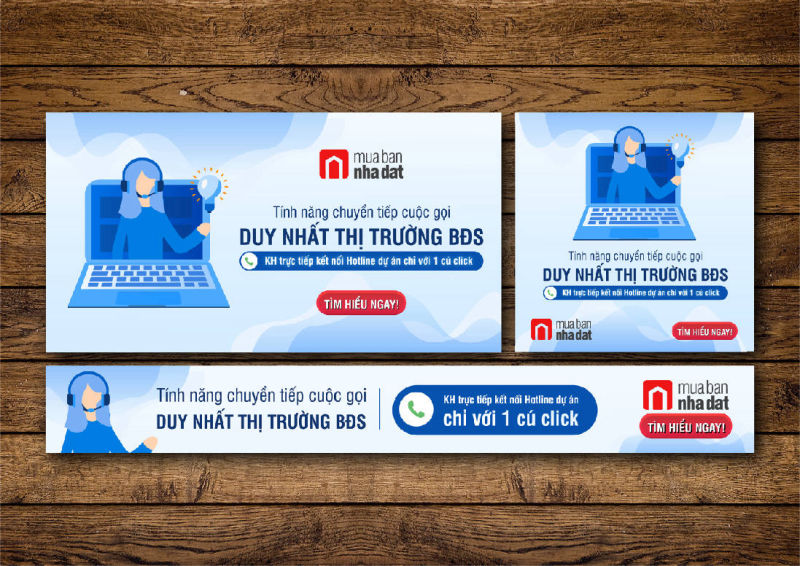 mua ban
nha dat
Tính năng chuyển tiếp cuộc gọi
DUY NHẤT THỊ TRƯỜNG BĐS
KH trực tiếp kết nối Hotline dự án chỉ với 1 cú click
TÌM HIỂU NGAY!
Tính năng chuyển tiếp cuộc gọi
DUY NHẤT THỊ TRƯỜNG BĐS
KH trực tiếp kết nối Hotline dự án chỉ với 1 cú click
mua ban
nha dat
TÌM HIỂU NGAY!
Tính năng chuyển tiếp cuộc gọi
DUY NHẤT THỊ TRƯỜNG BĐS
KH trực tiếp kết nối Hotline dự án
chỉ với 1 cú click
mua ban
nha dat
TÌM HIỂU NGAY!